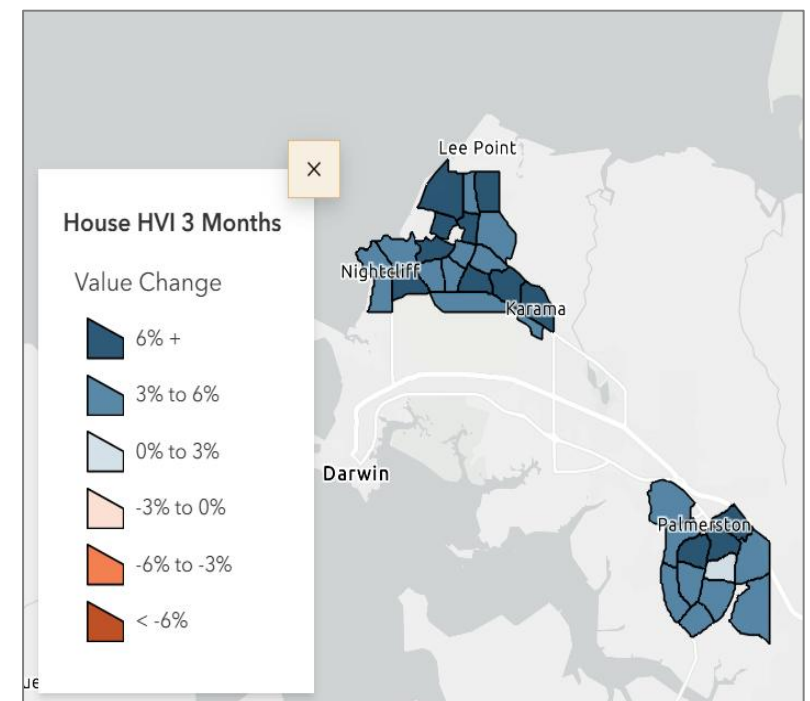 Lee Point
×
House HVI 3 Months
Nightcliff
Value Change
Karama
6% +
3% to 6%
0% to 3%
Darwin
-3% to 0%
Palmerston
-6% to -3%
< -6%
ue